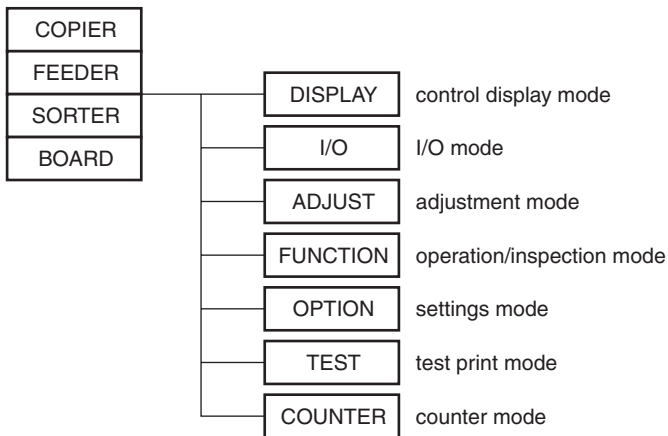 COPIER
FEEDER
SORTER
BOARD
DISPLAY control display mode
I/O I/O mode
ADJUST adjustment mode
FUNCTION operation/inspection mode
OPTION settings mode
TEST test print mode
COUNTER counter mode